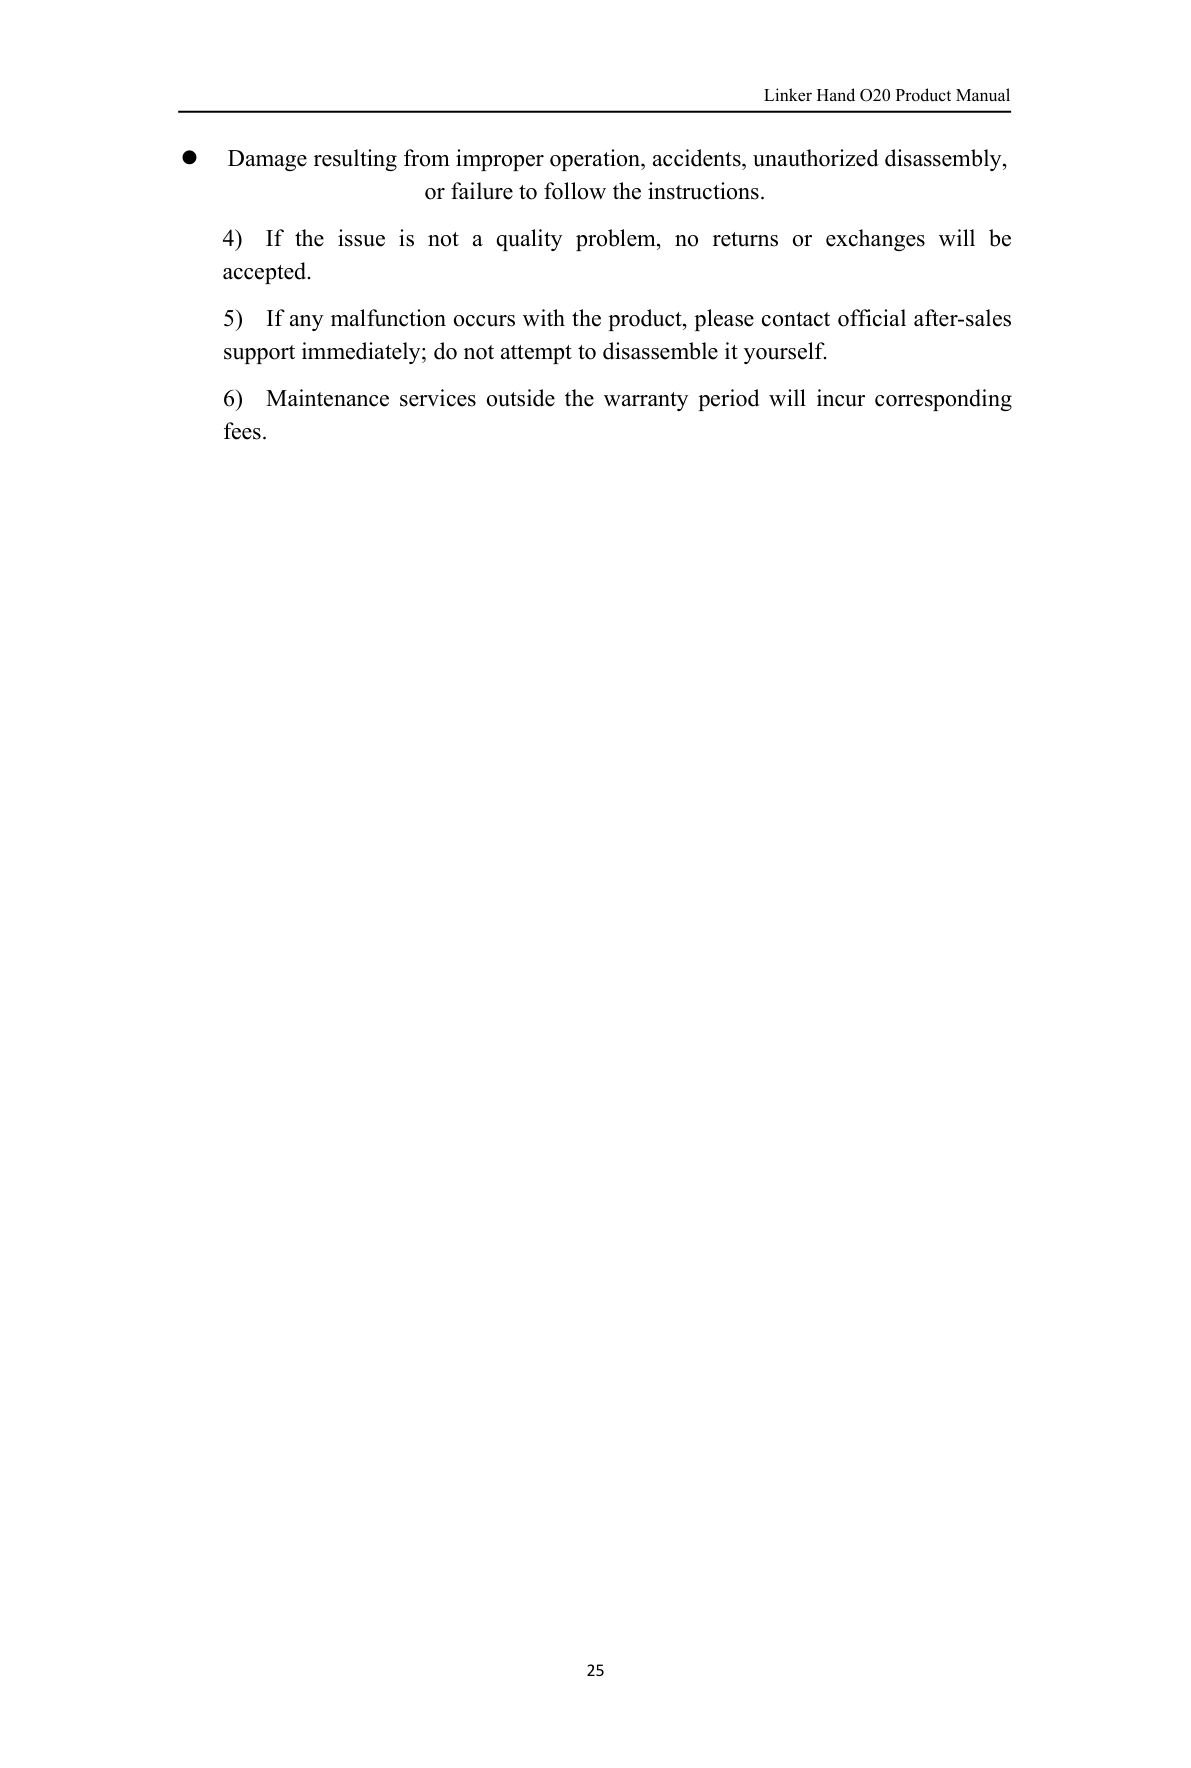 Linker Hand O20 Product Manual
● Damage resulting from improper operation, accidents, unauthorized disassembly,
or failure to follow the instructions.
4) If the issue is not a quality problem, no returns or exchanges will be
accepted.
5) If any malfunction occurs with the product, please contact official after-sales
support immediately; do not attempt to disassemble it yourself.
6) Maintenance services outside the warranty period will incur corresponding
fees.
25